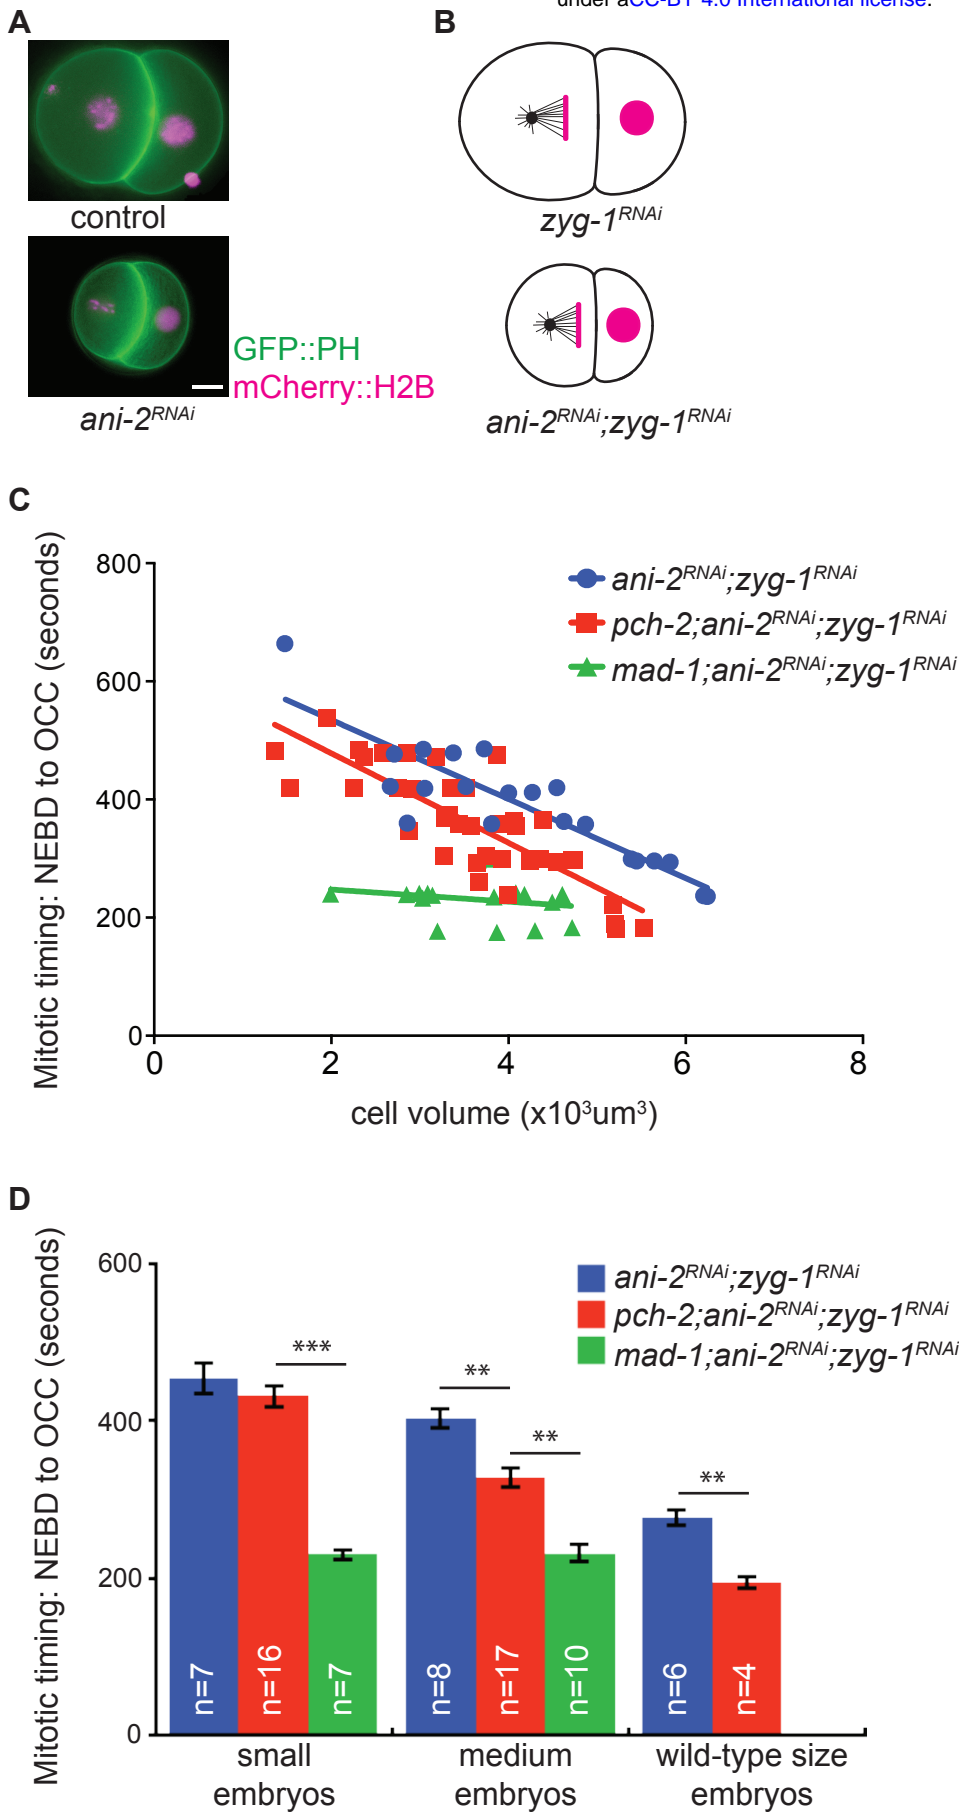 under aCC-BY 4.0 International license.
A
B
control
zyg-1RNAi
GFP::PH
mCherry::H2B
ani-2RNAi
ani-2RNAi;zyg-1RNAi
C
Mitotic timing: NEBD to OCC (seconds)
800
600
400
200
0
0
2
4
6
8
cell volume (x10³um³)
ani-2RNAi;zyg-1RNAi
pch-2;ani-2RNAi;zyg-1RNAi
mad-1;ani-2RNAi;zyg-1RNAi
D
Mitotic timing: NEBD to OCC (seconds)
600
400
200
0
ani-2RNAi;zyg-1RNAi
pch-2;ani-2RNAi;zyg-1RNAi
mad-1;ani-2RNAi;zyg-1RNAi
***
**
**
**
n=7
n=16
n=7
n=8
n=17
n=10
n=6
n=4
small
embryos
medium
embryos
wild-type size
embryos